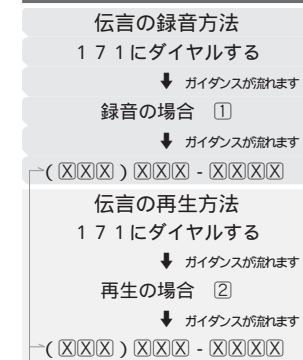 伝言の録音方法
１７１にダイヤルする
⬇ ガイダンスが流れます
録音の場合 1
⬇ ガイダンスが流れます
(XXX)XXX-XXXX
伝言の再生方法
１７１にダイヤルする
⬇ ガイダンスが流れます
再生の場合 2
⬇ ガイダンスが流れます
(XXX)XXX-XXXX